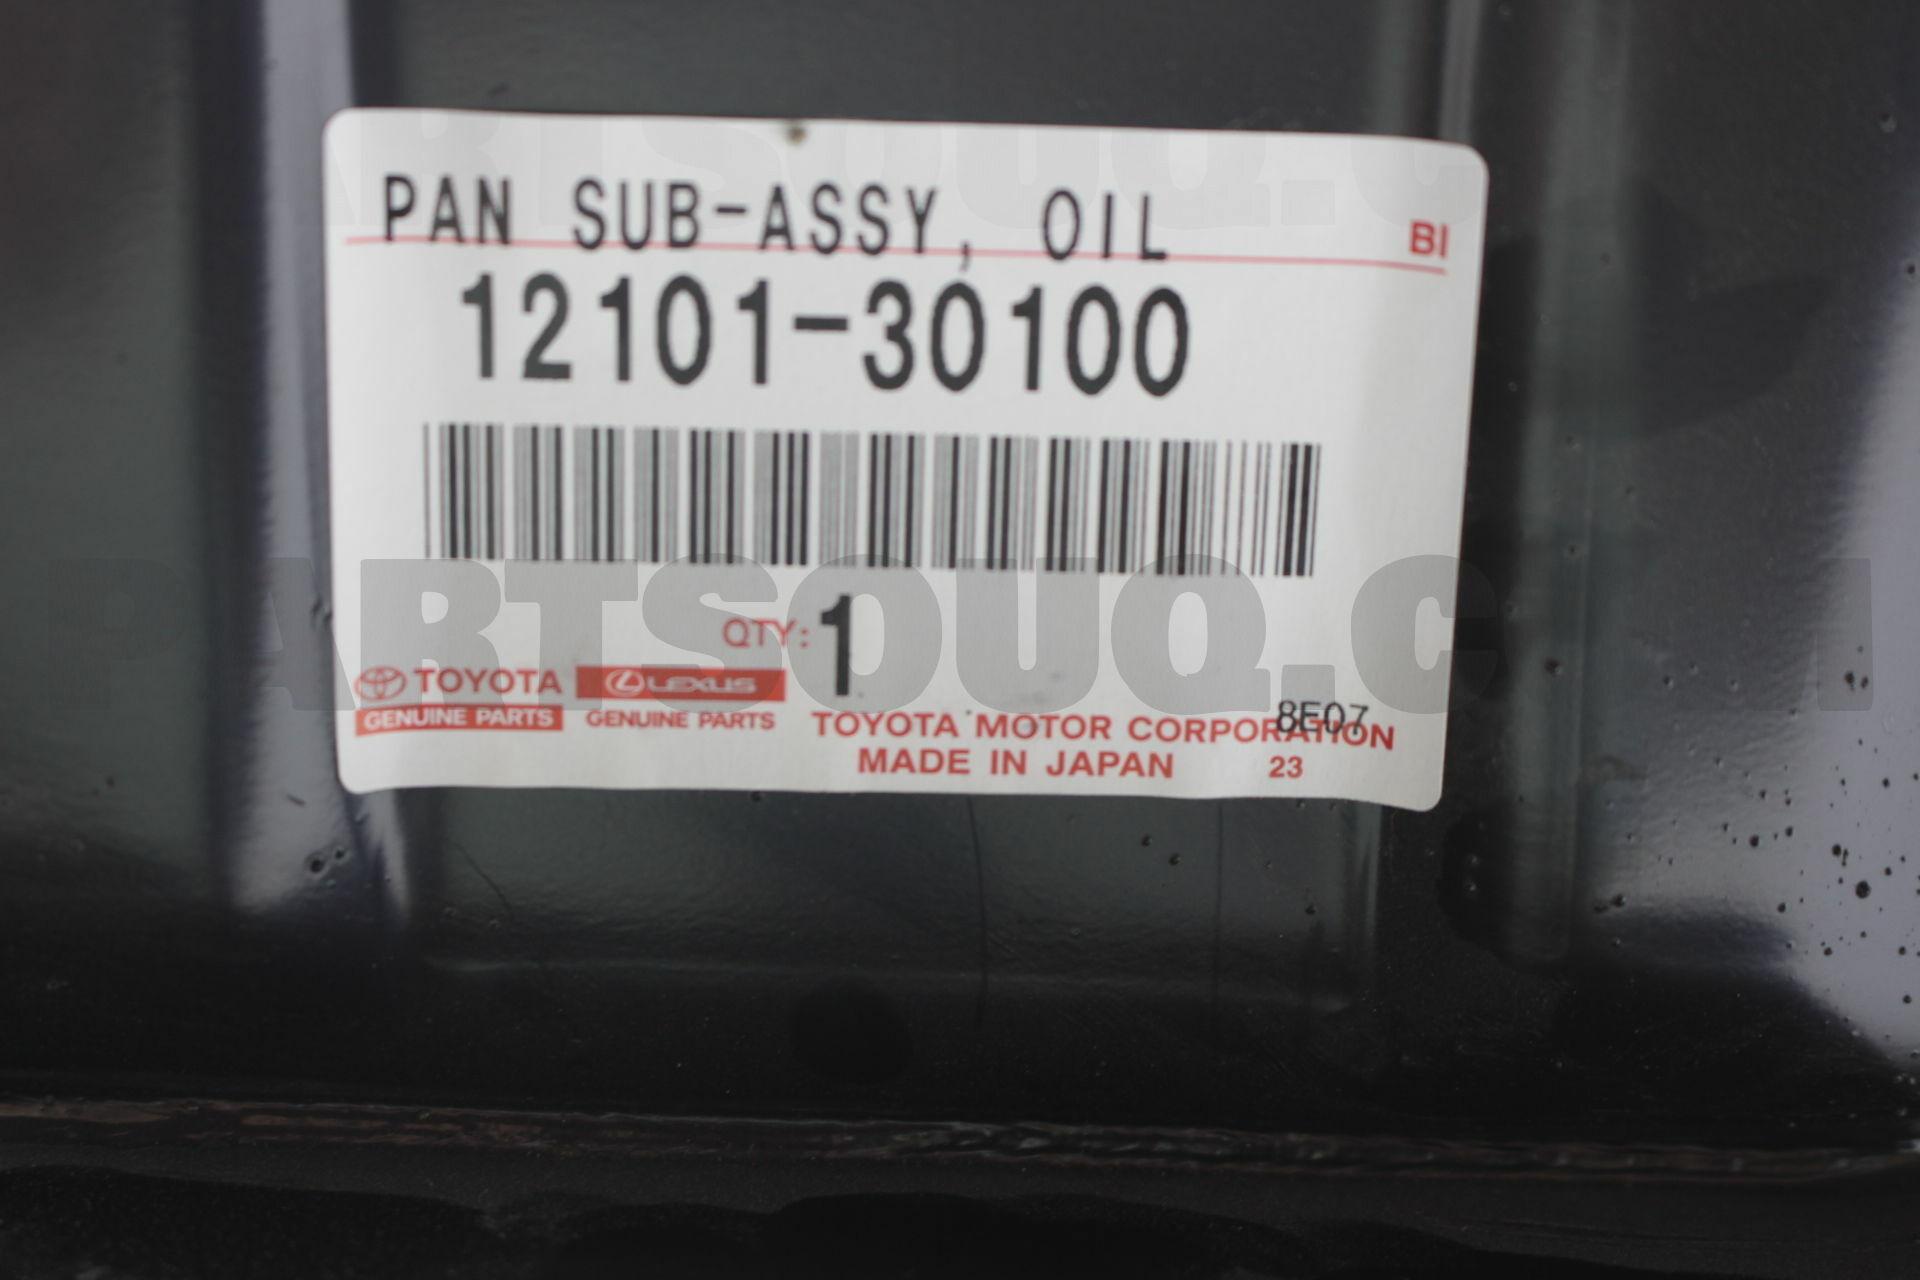 PAN SUB-ASSY, OIL
BI
12101-30100
QTY: 1
TOYOTA
GENUINE PARTS
LEXUS
GENUINE PARTS
8E07
TOYOTA MOTOR CORPORATION
MADE IN JAPAN 23
PARTSOUQ.COM